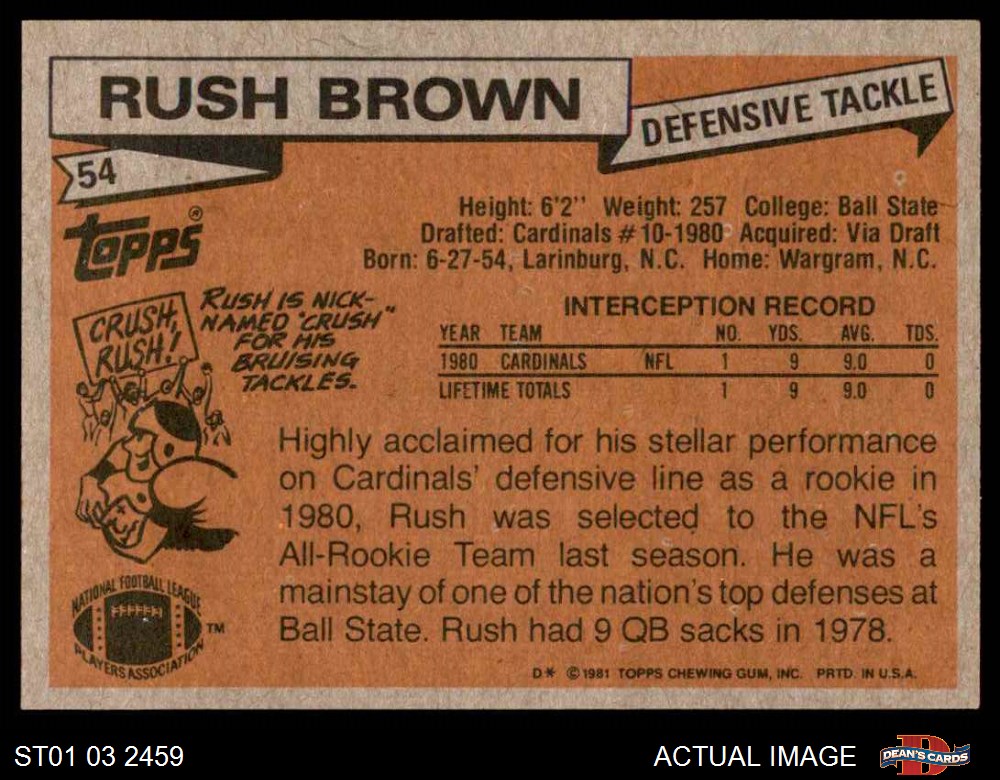 RUSH BROWN
DEFENSIVE TACKLE
54
Topps®
Height: 6'2'' Weight: 257 College: Ball State
Drafted: Cardinals #10-1980 Acquired: Via Draft
Born: 6-27-54, Larinburg, N.C. Home: Wargram, N.C.
CRUSH,
RUSH!
RUSH IS NICK-
NAMED "CRUSH"
FOR HIS
BRUISING
TACKLES.
INTERCEPTION RECORD
YEAR TEAM NO. YDS. AVG. TDS.
1980 CARDINALS NFL 1 9 9.0 0
LIFETIME TOTALS 1 9 9.0 0
Highly acclaimed for his stellar performance
on Cardinals' defensive line as a rookie in
1980, Rush was selected to the NFL's
All-Rookie Team last season. He was a
mainstay of one of the nation's top defenses at
Ball State. Rush had 9 QB sacks in 1978.
NATIONAL FOOTBALL LEAGUE
PLAYERS ASSOCIATION
TM
D* © 1981 TOPPS CHEWING GUM, INC. PRTD. IN U.S.A.
ST01 03 2459
ACTUAL IMAGE
DEAN'S CARDS